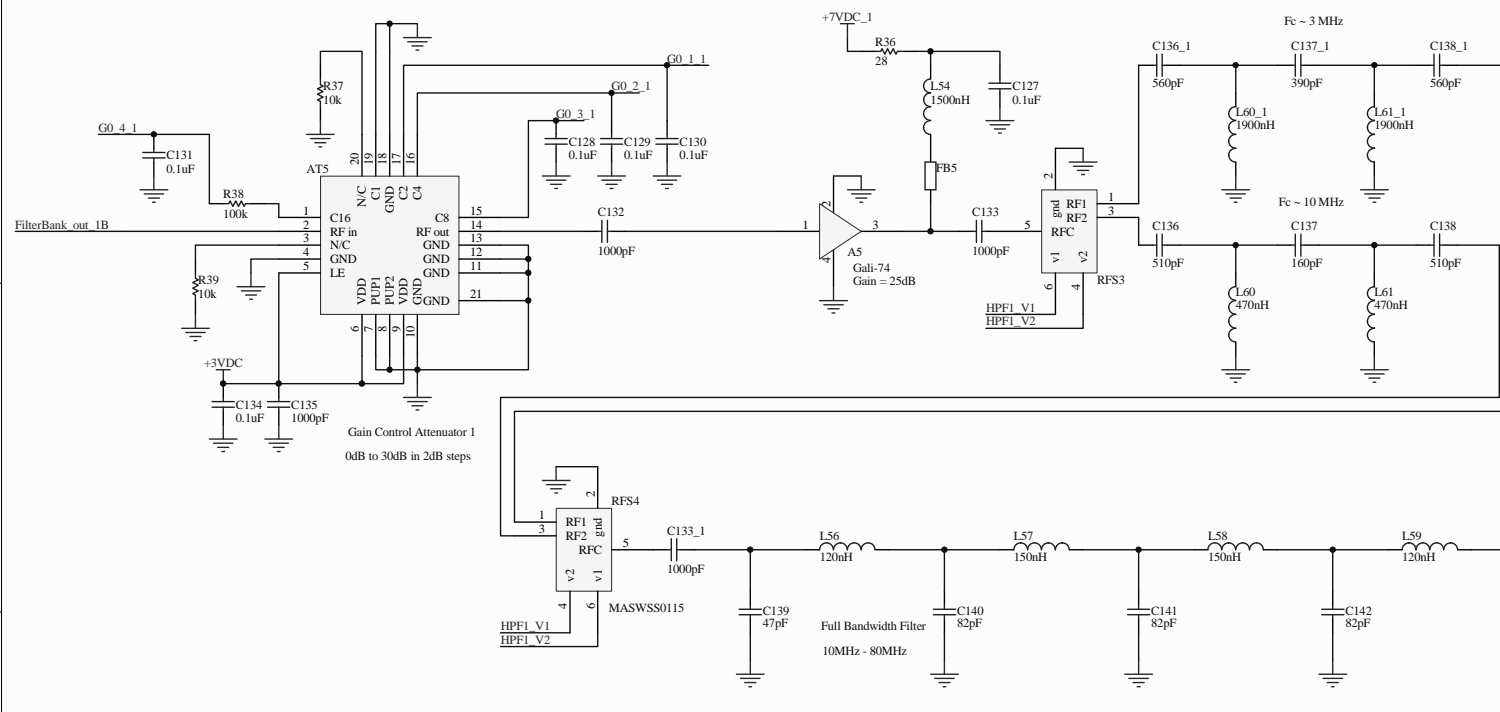 +7VDC_1
R36
28
L54
1500nH
C127
0.1uF
FB5
Fc ~ 3 MHz
C136_1
560pF
C137_1
390pF
C138_1
560pF
L60_1
1900nH
L61_1
1900nH
R37
10k
G0_1_1
G0_2_1
G0_3_1
C128
0.1uF
C129
0.1uF
C130
0.1uF
G0_4_1
C131
0.1uF
R38
100k
FilterBank_out_1B
R39
10k
AT5
20
19
18
17
16
N/C
C1
GND
C2
C4
1
2
3
4
5
C16
RF in
N/C
GND
LE
C8
RF out
GND
GND
GND
GND
15
14
13
12
11
21
VDD
PUP1
PUP2
VDD
GND
6
7
8
9
10
+3VDC
C134
0.1uF
C135
1000pF
Gain Control Attenuator 1
0dB to 30dB in 2dB steps
C132
1000pF
1
2
3
4
A5
Gali-74
Gain = 25dB
C133
1000pF
5
2
gnd
RF1
RF2
RFC
v1
v2
1
3
6
4
RFS3
HPF1_V1
HPF1_V2
Fc ~ 10 MHz
C136
510pF
C137
160pF
C138
510pF
L60
470nH
L61
470nH
RFS4
2
1
3
RF1
RF2
gnd
RFC
v2
v1
5
4
6
MASWSS0115
HPF1_V1
HPF1_V2
C133_1
1000pF
L56
120nH
L57
150nH
L58
150nH
L59
120nH
C139
47pF
C140
82pF
C141
82pF
C142
82pF
Full Bandwidth Filter
10MHz - 80MHz